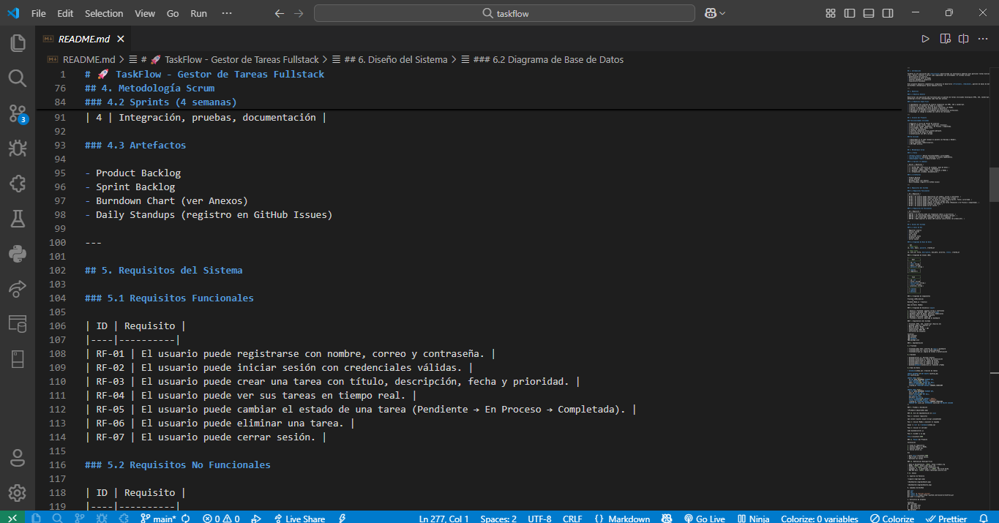 File Edit Selection View Go Run ··· taskflow
README.md
README.md > # 🚀 TaskFlow - Gestor de Tareas Fullstack > ## 6. Diseño del Sistema > ### 6.2 Diagrama de Base de Datos
1 # 🚀 TaskFlow - Gestor de Tareas Fullstack
76 ## 4. Metodología Scrum
84 ### 4.2 Sprints (4 semanas)
91 | 4 | Integración, pruebas, documentación |
92
93 ### 4.3 Artefactos
94
95 - Product Backlog
96 - Sprint Backlog
97 - Burndown Chart (ver Anexos)
98 - Daily Standups (registro en GitHub Issues)
99
100 ---
101
102 ## 5. Requisitos del Sistema
103
104 ### 5.1 Requisitos Funcionales
105
106 | ID | Requisito |
107 |----|----------|
108 | RF-01 | El usuario puede registrarse con nombre, correo y contraseña. |
109 | RF-02 | El usuario puede iniciar sesión con credenciales válidas. |
110 | RF-03 | El usuario puede crear una tarea con título, descripción, fecha y prioridad. |
111 | RF-04 | El usuario puede ver sus tareas en tiempo real. |
112 | RF-05 | El usuario puede cambiar el estado de una tarea (Pendiente → En Proceso → Completada). |
113 | RF-06 | El usuario puede eliminar una tarea. |
114 | RF-07 | El usuario puede cerrar sesión. |
115
116 ### 5.2 Requisitos No Funcionales
117
118 | ID | Requisito |
119 |----|----------|
3
main* 0 0 Live Share Ln 277, Col 1 Spaces: 2 UTF-8 CRLF {} Markdown Go Live Ninja Colorize: 0 variables Colorize Prettier